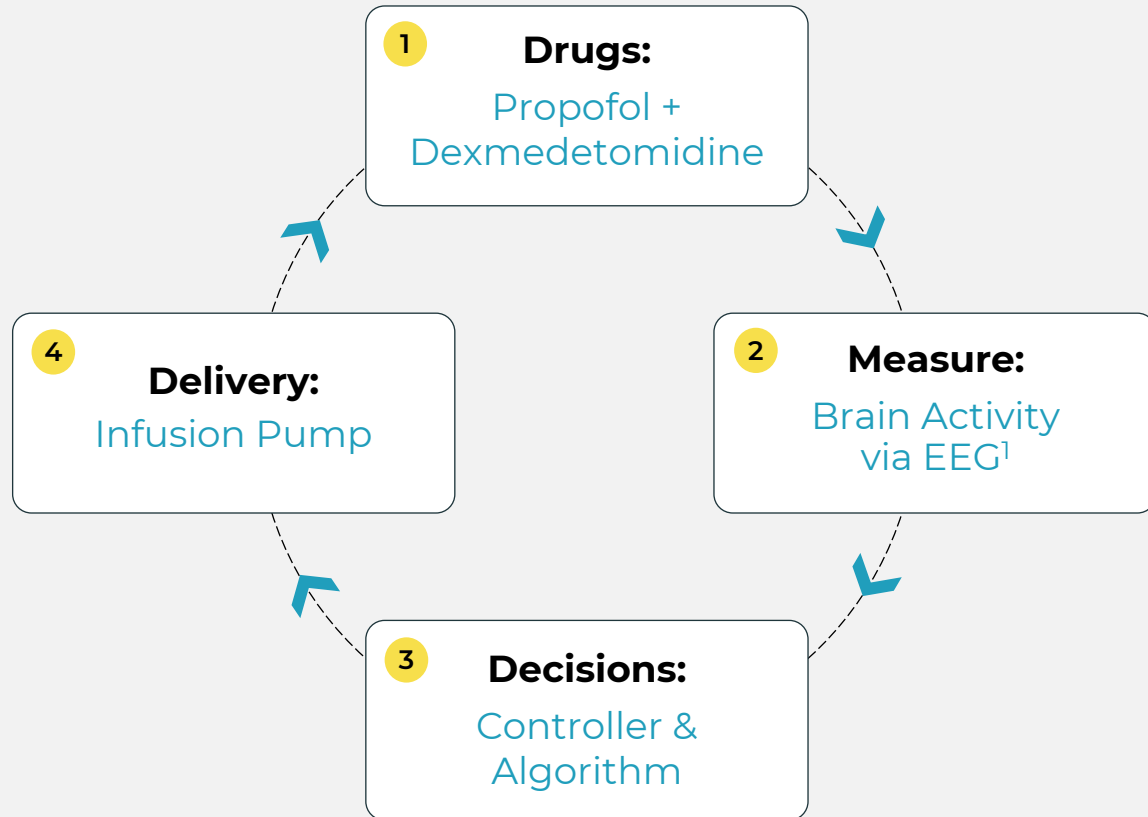 1
Drugs:
Propofol +
Dexmedetomidine
2
Measure:
Brain Activity
via EEG¹
3
Decisions:
Controller &
Algorithm
4
Delivery:
Infusion Pump